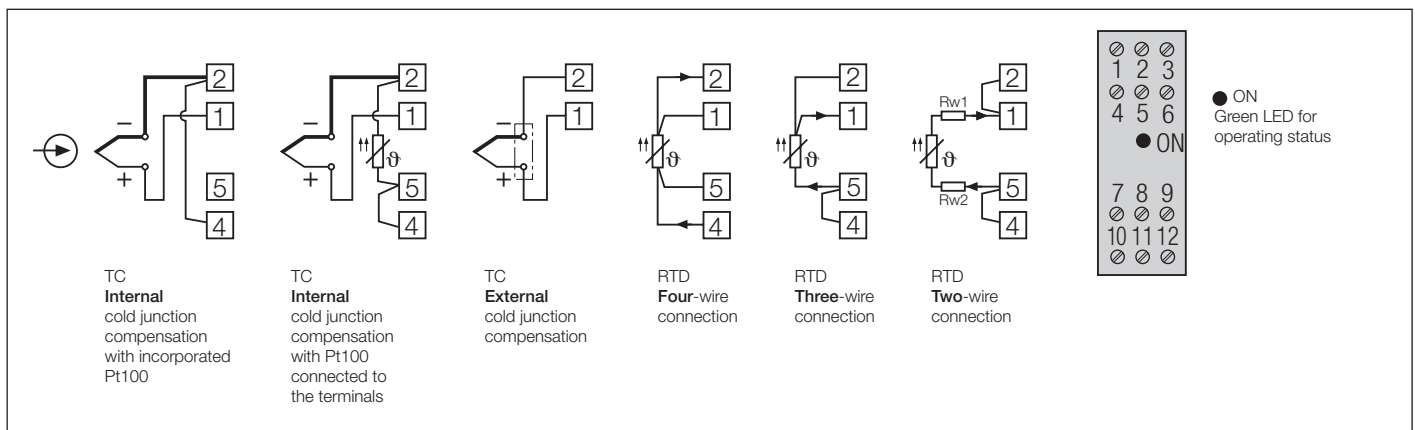 2
1
5
4
−
+
TC
Internal
cold junction
compensation
with incorporated
Pt100
2
1
5
4
−
+
ϑ
TC
Internal
cold junction
compensation
with Pt100
connected to
the terminals
2
1
−
+
TC
External
cold junction
compensation
2
1
5
4
ϑ
RTD
Four-wire
connection
2
1
5
4
ϑ
RTD
Three-wire
connection
2
1
5
4
Rw1
ϑ
Rw2
RTD
Two-wire
connection
1 2 3
4 5 6
ON
7 8 9
10 11 12
ON
Green LED for
operating status